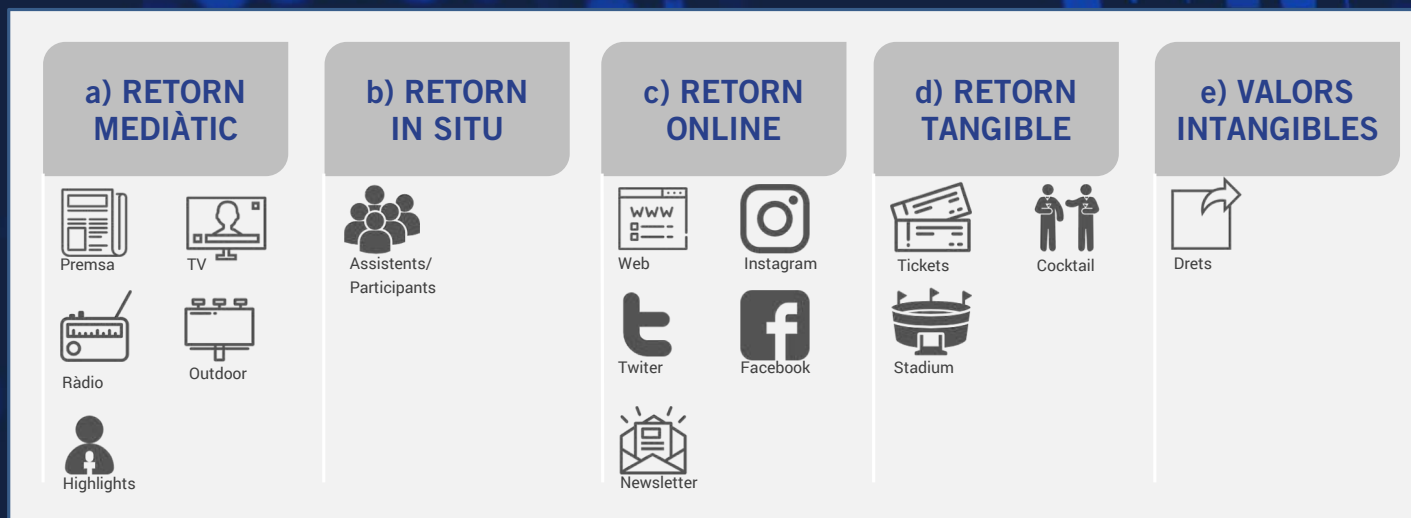 a) RETORN
MEDIÀTIC
Premsa
TV
Ràdio
Outdoor
Highlights
b) RETORN
IN SITU
Assistents/
Participants
c) RETORN
ONLINE
WWW
Web
Instagram
Twiter
Facebook
Newsletter
d) RETORN
TANGIBLE
Tickets
Cocktail
Stadium
e) VALORS
INTANGIBLES
Drets